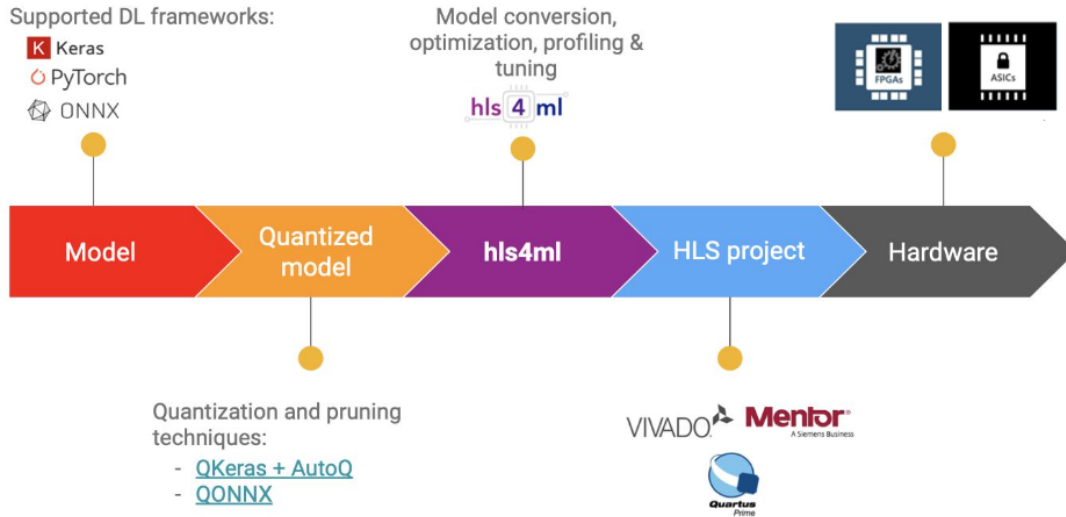 Supported DL frameworks:
K Keras
PyTorch
ONNX
Model conversion,
optimization, profiling &
tuning
hls 4 ml
FPGAs
ASICs
Model
Quantized
model
hls4ml
HLS project
Hardware
Quantization and pruning
techniques:
- QKeras + AutoQ
- QONNX
VIVADO.
Mentor®
A Siemens Business
Quartus
Prime